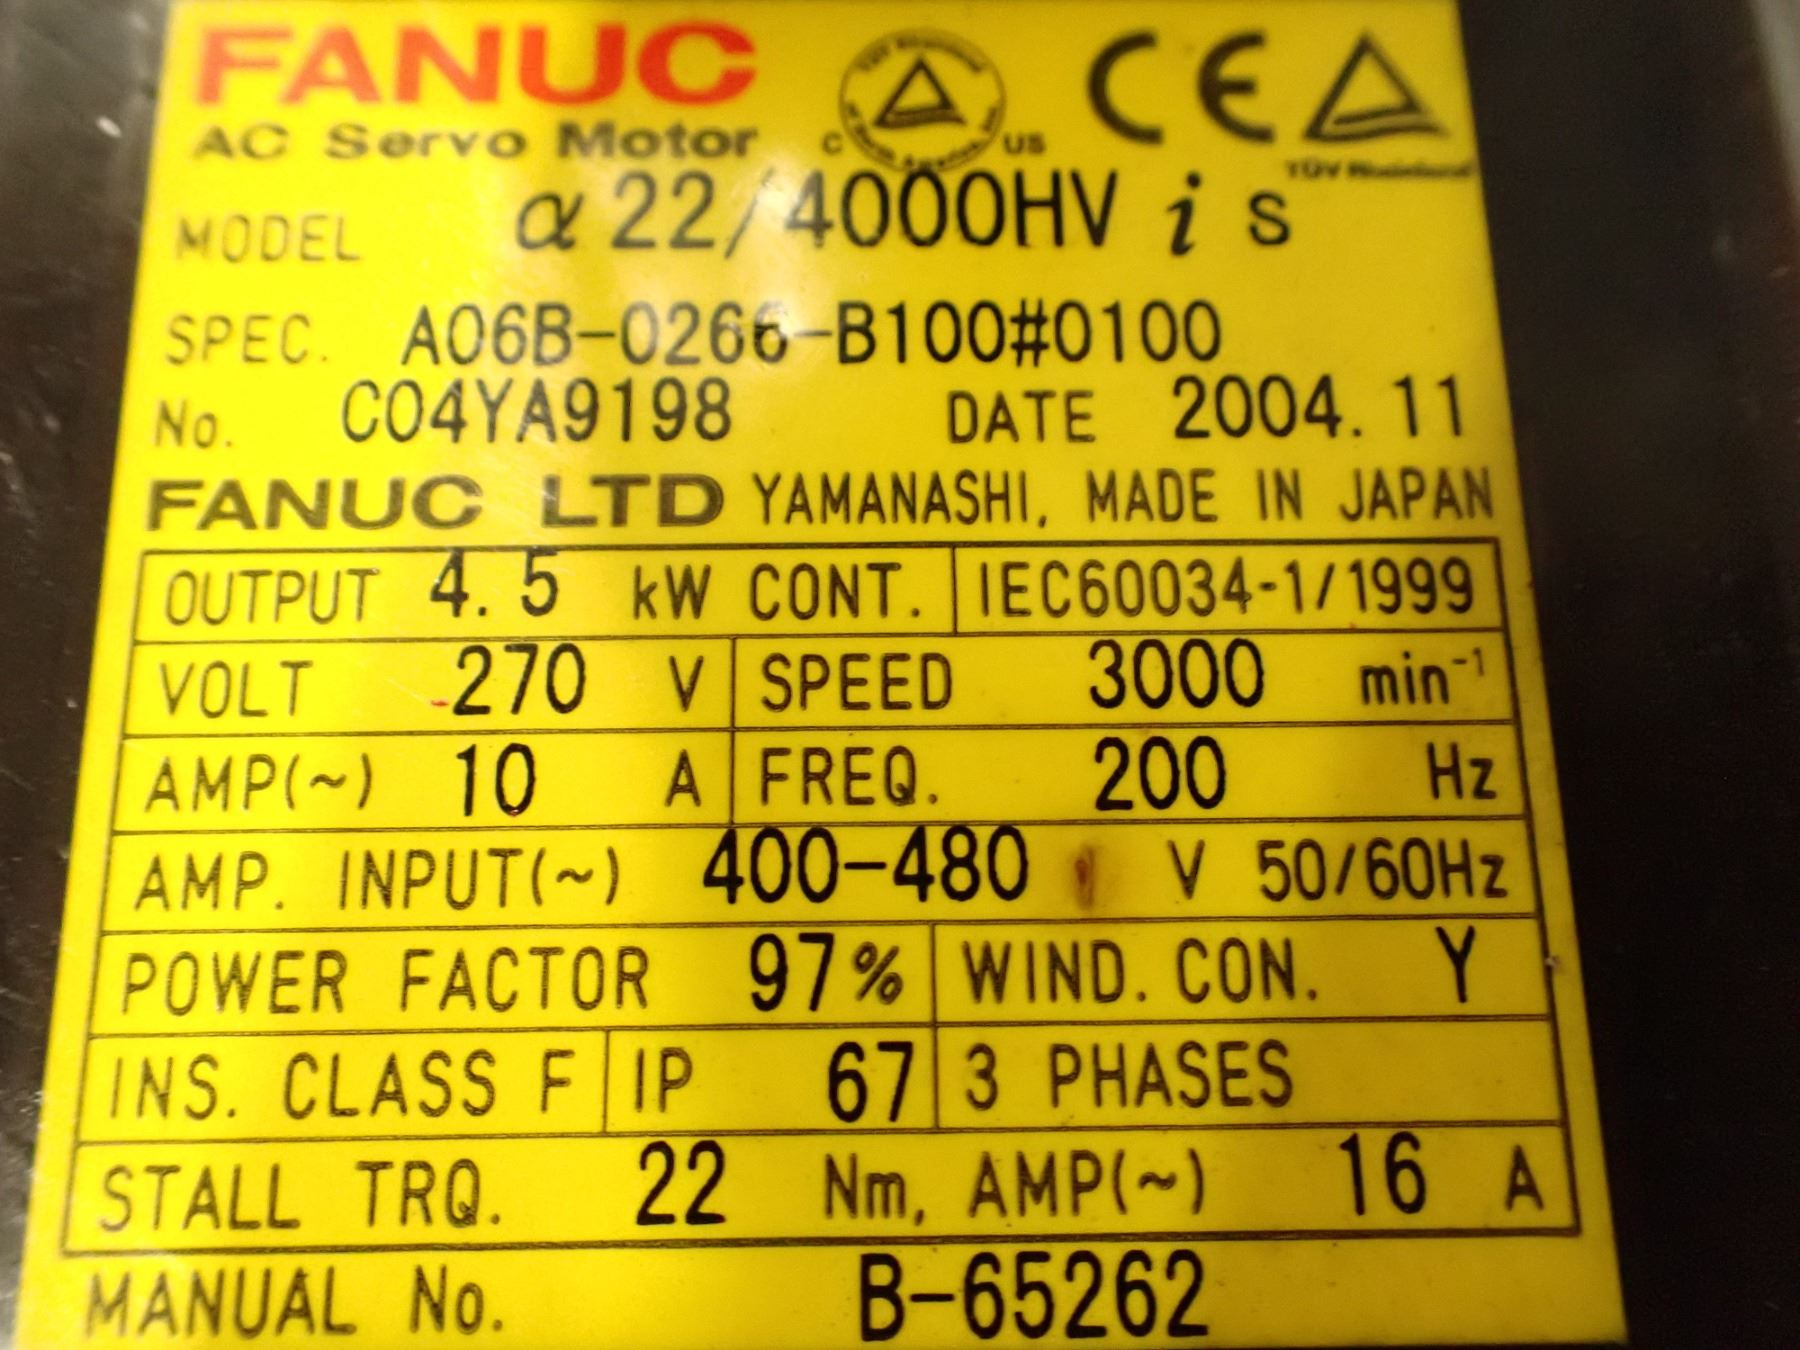 FANUC
AC Servo Motor
C US
CE
TÜV Rheinland
MODEL α22/4000HV i s
SPEC. A06B-0266-B100#0100
No. C04YA9198 DATE 2004.11
FANUC LTD YAMANASHI, MADE IN JAPAN
OUTPUT 4.5 kW CONT. IEC60034-1/1999
VOLT 270 V SPEED 3000 min⁻¹
AMP(~) 10 A FREQ. 200 Hz
AMP. INPUT(~) 400-480 V 50/60Hz
POWER FACTOR 97% WIND. CON. Y
INS. CLASS F IP 67 3 PHASES
STALL TRQ. 22 Nm, AMP(~) 16 A
MANUAL No. B-65262